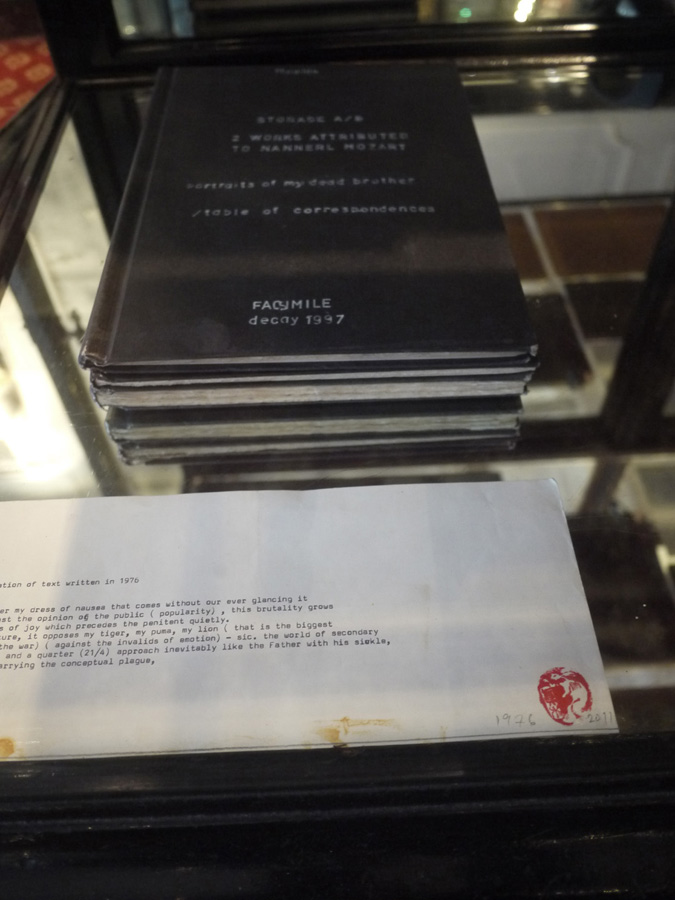 STORAGE A/B
2 WORKS ATTRIBUTED
TO NANNERL MOZART
portraits of my dead brother
/table of correspondences
FACSIMILE
decay 1997
ation of text written in 1976
er my dress of nausea that comes without our ever glancing it
st the opinion of the public ( popularity) , this brutality grows
s of joy which precedes the penitent quietly.
ure, it opposes my tiger, my puma, my lion ( that is the biggest
the war) ( against the invalids of emotion) - sic. the world of secondary
and a quarter (21/4) approach inevitably like the Father with his siekle,
arrying the conceptual plague,
1976 2011